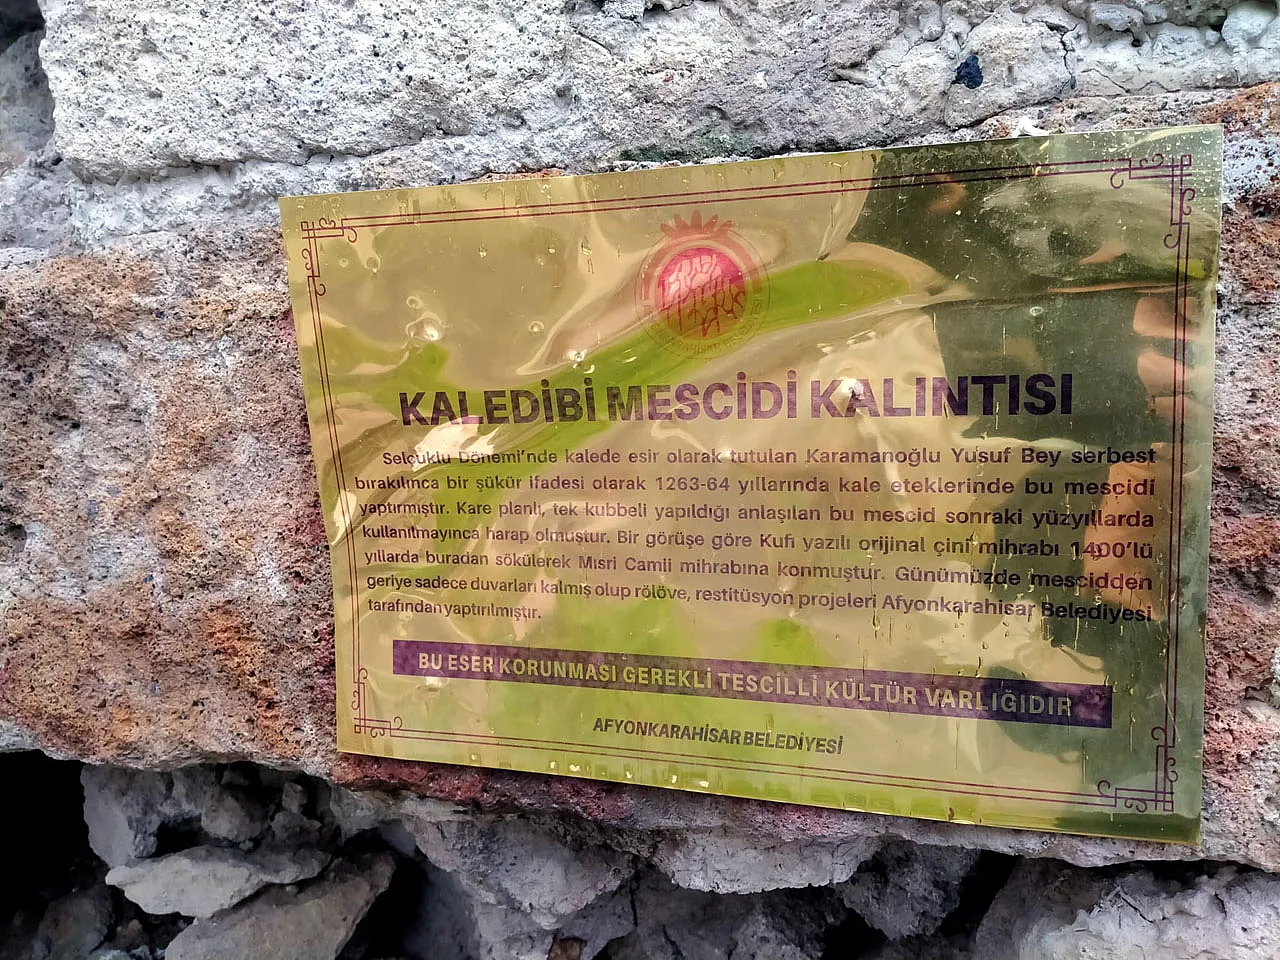 KALEDİBİ MESCİDİ KALINTISI
Selçuklu Dönemi'nde kalede esir olarak tutulan Karamanoğlu Yusuf Bey serbest
bırakılınca bir şükür ifadesi olarak 1263-64 yıllarında kale eteklerinde bu mescidi
yaptırmıştır. Kare planlı, tek kubbeli yapıldığı anlaşılan bu mescid sonraki yüzyıllarda
kullanılmayınca harap olmuştur. Bir görüşe göre Kufi yazılı orijinal çini mihrabı 1400'lü
yıllarda buradan sökülerek Mısri Camii mihrabına konmuştur. Günümüzde mescidden
geriye sadece duvarları kalmış olup rölöve, restitüsyon projeleri Afyonkarahisar Belediyesi
tarafından yaptırılmıştır.
BU ESER KORUNMASI GEREKLİ TESCİLLİ KÜLTÜR VARLIĞIDIR
AFYONKARAHİSAR BELEDİYESİ